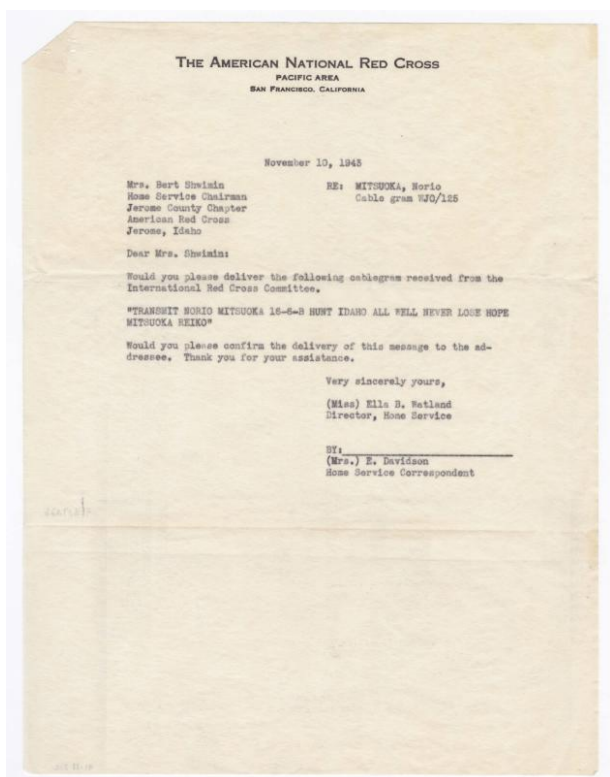 THE AMERICAN NATIONAL RED CROSS
PACIFIC AREA
SAN FRANCISCO, CALIFORNIA
November 10, 1943
Mrs. Bert Shwimin
Home Service Chairman
Jerome County Chapter
American Red Cross
Jerome, Idaho
RE: MITSUOKA, Norio
Cable gram WJO/125
Dear Mrs. Shwimin:
Would you please deliver the following cablegram received from the
International Red Cross Committee.
"TRANSMIT NORIO MITSUOKA 16-6-B HUNT IDAHO ALL WELL NEVER LOSE HOPE
MITSUOKA REIKO"
Would you please confirm the delivery of this message to the ad-
dressee. Thank you for your assistance.
Very sincerely yours,
(Miss) Ella B. Watland
Director, Home Service
BY:
(Mrs.) E. Davidson
Home Service Correspondent